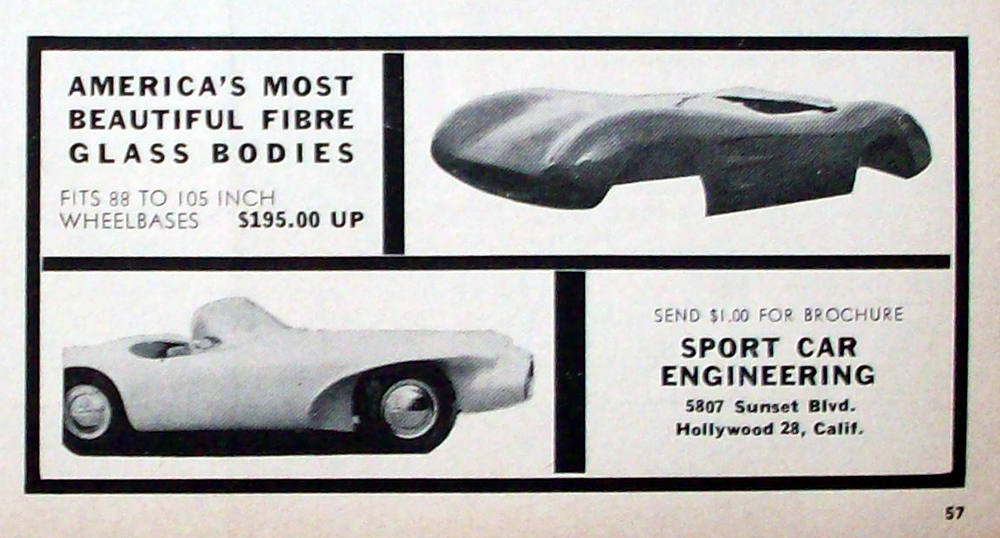 AMERICA'S MOST
BEAUTIFUL FIBRE
GLASS BODIES
FITS 88 TO 105 INCH
WHEELBASES $195.00 UP
SEND $1.00 FOR BROCHURE
SPORT CAR
ENGINEERING
5807 Sunset Blvd.
Hollywood 28, Calif.
57